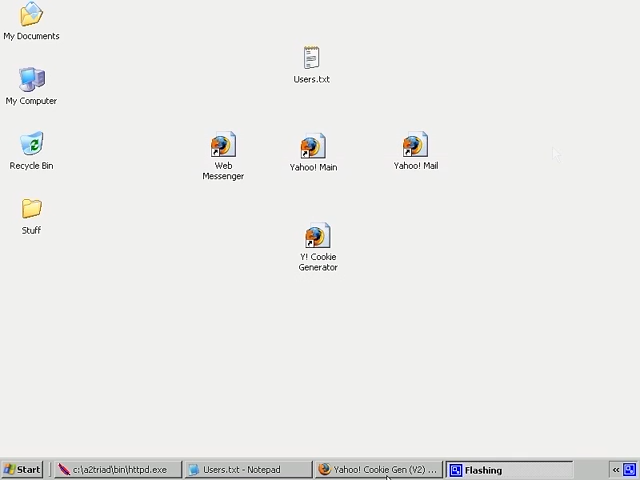 My Documents
Users.txt
My Computer
Recycle Bin
Web
Messenger
Yahoo! Main
Yahoo! Mail
Stuff
Y! Cookie
Generator
Start
c:\a2triad\bin\httpd.exe
Users.txt - Notepad
Yahoo! Cookie Gen (V2) ...
Flashing
«